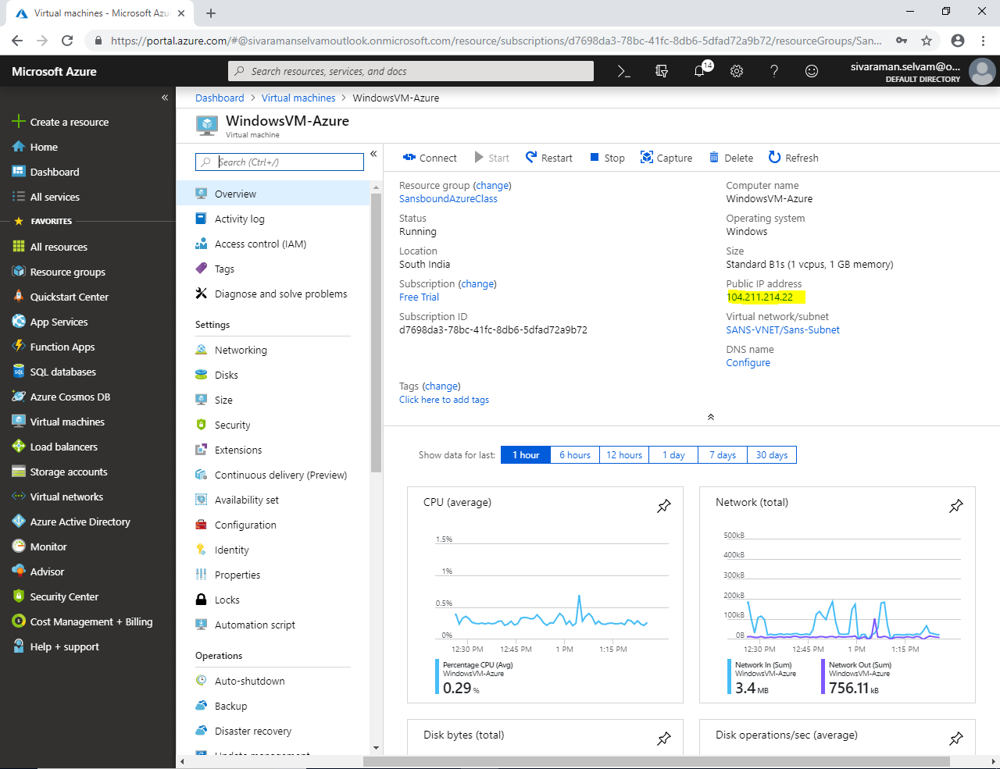 Virtual machines - Microsoft Azu
https://portal.azure.com/#@sivaramanselvamoutlook.onmicrosoft.com/resource/subscriptions/d7698da3-78bc-41fc-8db6-5dfad72a9b72/resourceGroups/San...
Microsoft Azure
Search resources, services, and docs
14
sivaraman.selvam@o...
DEFAULT DIRECTORY
Create a resource
Home
Dashboard
All services
FAVORITES
All resources
Resource groups
Quickstart Center
App Services
Function Apps
SQL databases
Azure Cosmos DB
Virtual machines
Load balancers
Storage accounts
Virtual networks
Azure Active Directory
Monitor
Advisor
Security Center
Cost Management + Billing
Help + support
Dashboard > Virtual machines > WindowsVM-Azure
WindowsVM-Azure
Virtual machine
Search (Ctrl+/)
Overview
Activity log
Access control (IAM)
Tags
Diagnose and solve problems
Settings
Networking
Disks
Size
Security
Extensions
Continuous delivery (Preview)
Availability set
Configuration
Identity
Properties
Locks
Automation script
Operations
Auto-shutdown
Backup
Disaster recovery
Update management
Connect Start Restart Stop Capture Delete Refresh
Resource group (change)
SansboundAzureClass
Status
Running
Location
South India
Subscription (change)
Free Trial
Subscription ID
d7698da3-78bc-41fc-8db6-5dfad72a9b72
Computer name
WindowsVM-Azure
Operating system
Windows
Size
Standard B1s (1 vcpus, 1 GB memory)
Public IP address
104.211.214.22
Virtual network/subnet
SANS-VNET/Sans-Subnet
DNS name
Configure
Tags (change)
Click here to add tags
Show data for last: 1 hour 6 hours 12 hours 1 day 7 days 30 days
CPU (average)
1.5%
1%
0.5%
0%
12:30 PM 12:45 PM 1 PM 1:15 PM
Percentage CPU (Avg)
WindowsVM-Azure
0.29 %
Network (total)
500kB
400kB
300kB
200kB
100kB
0B
12:30 PM 12:45 PM 1 PM 1:15 PM
Network In (Sum)
WindowsVM-Azure
3.4 MB
Network Out (Sum)
WindowsVM-Azure
756.11 kB
Disk bytes (total)
Disk operations/sec (average)